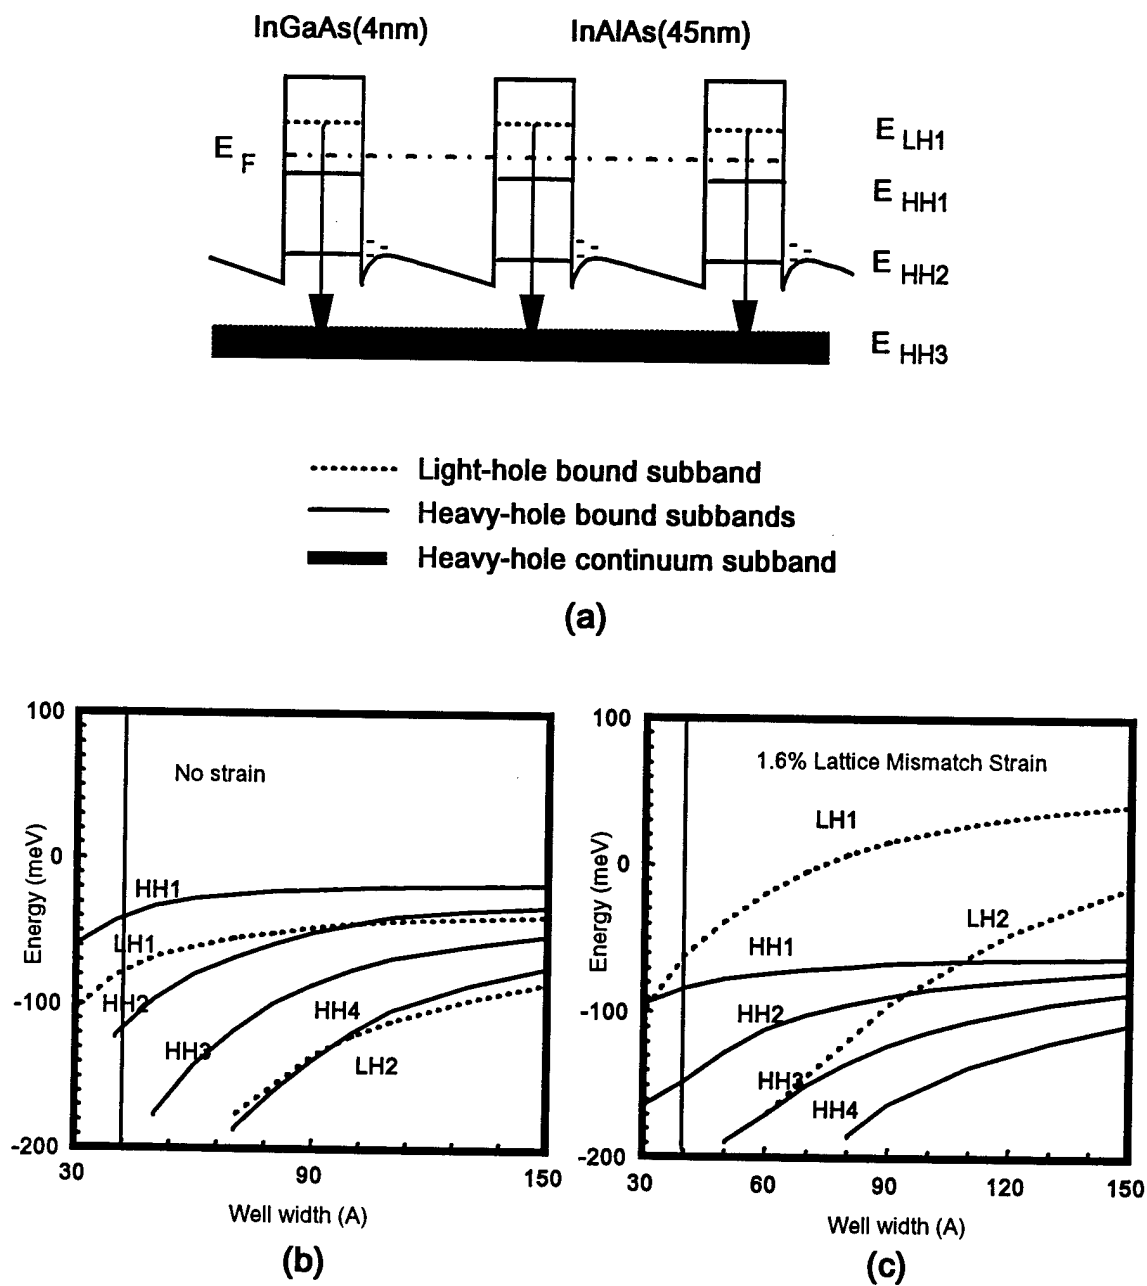 InGaAs(4nm) InAlAs(45nm)
E LH1
E F
E HH1
E HH2
E HH3
Light-hole bound subband
Heavy-hole bound subbands
Heavy-hole continuum subband
(a)
100
No strain
0
HH1
LH1
HH2
HH4
HH3
LH2
-100
-200
30 90 150
Energy (meV)
Well width (A)
(b)
100
1.6% Lattice Mismatch Strain
LH1
0
LH2
HH1
-100
HH2
HH3
HH4
-200
30 60 90 120 150
Energy (meV)
Well width (A)
(c)